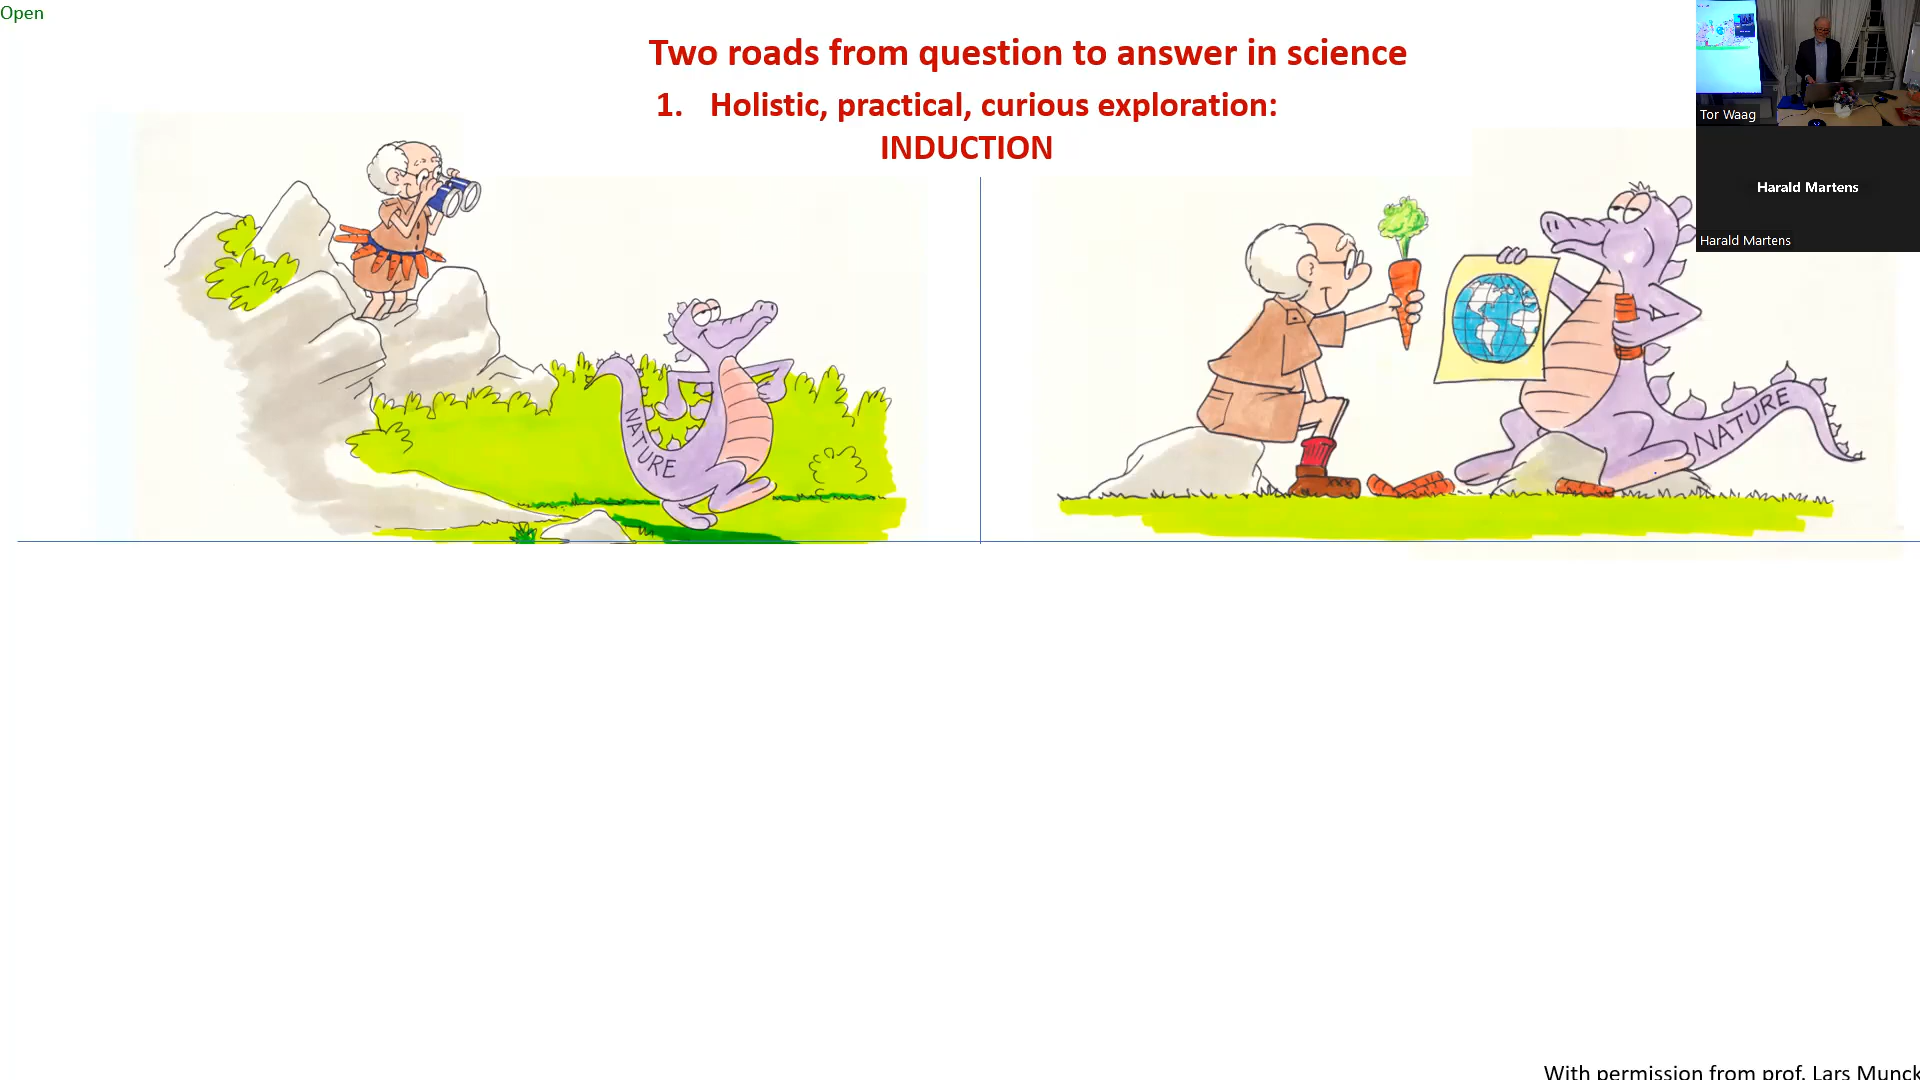 Open
Two roads from question to answer in science
1. Holistic, practical, curious exploration:
INDUCTION
Tor Waag
Harald Martens
Harald Martens
NATURE
NATURE
With permission from prof. Lars Munck